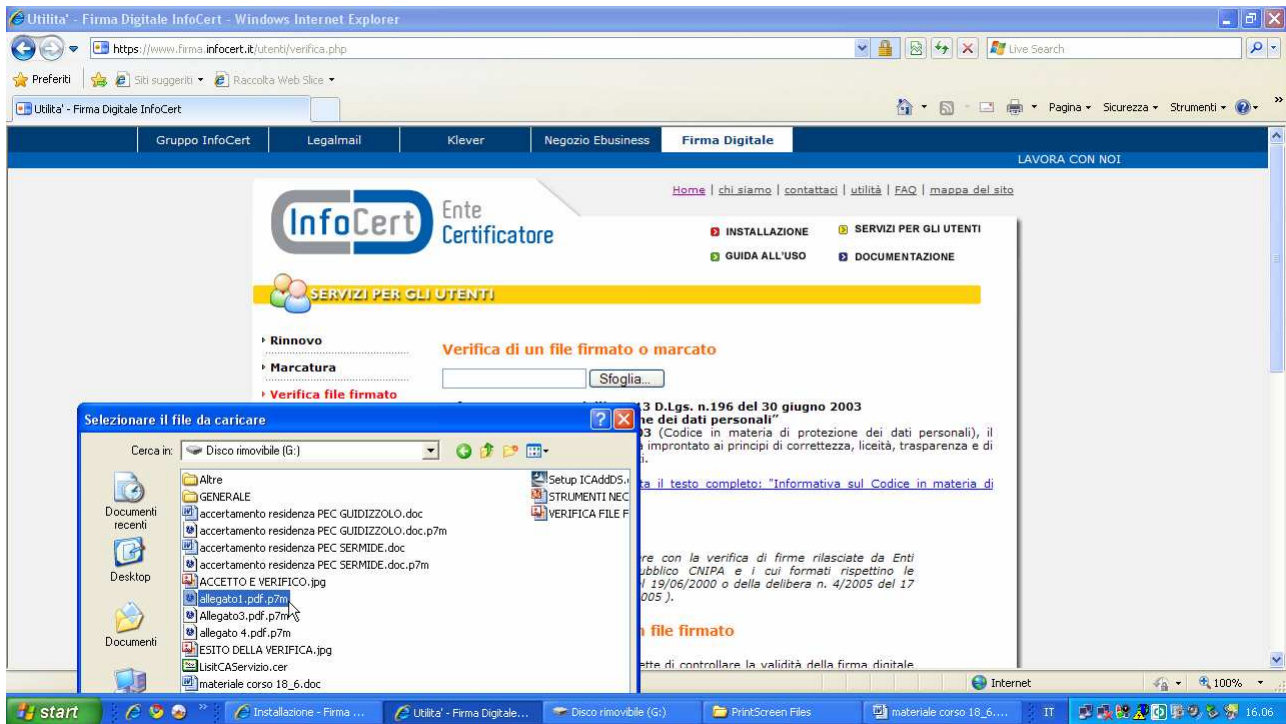 Utilita' - Firma Digitale InfoCert - Windows Internet Explorer
https://www.firma.infocert.it/utenti/verifica.php
Live Search
Preferiti
Siti suggeriti
Raccolta Web Slice
Utilita' - Firma Digitale InfoCert
Pagina
Sicurezza
Strumenti
»
Gruppo InfoCert
Legalmail
Klever
Negozio Ebusiness
Firma Digitale
LAVORA CON NOI
Home | chi siamo | contattaci | utilità | FAQ | mappa del sito
InfoCert
Ente
Certificatore
INSTALLAZIONE
SERVIZI PER GLI UTENTI
GUIDA ALL'USO
DOCUMENTAZIONE
SERVIZI PER GLI UTENTI
Rinnovo
Marcatura
Verifica file firmato
Verifica di un file firmato o marcato
Sfoglia...
13 D.Lgs. n.196 del 30 giugno 2003
ne dei dati personali"
03 (Codice in materia di protezione dei dati personali), il
improntato ai principi di correttezza, liceità, trasparenza e di
ta il testo completo: "Informativa sul Codice in materia di
re con la verifica di firme rilasciate da Enti
ubblico CNIPA e i cui formati rispettino le
l 19/06/2000 o della delibera n. 4/2005 del 17
005 ).
n file firmato
ette di controllare la validità della firma digitale
Selezionare il file da caricare
Cerca in:
Disco rimovibile (G:)
Documenti recenti
Desktop
Documenti
Altre
GENERALE
accertamento residenza PEC GUIDIZZOLO.doc
accertamento residenza PEC GUIDIZZOLO.doc.p7m
accertamento residenza PEC SERMIDE.doc
accertamento residenza PEC SERMIDE.doc.p7m
ACCETTO E VERIFICO.jpg
allegato1.pdf.p7m
Allegato3.pdf.p7m
allegato 4.pdf.p7m
ESITO DELLA VERIFICA.jpg
LisitCAServizio.cer
materiale corso 18_6.doc
Setup ICAddDS.
STRUMENTI NEC
VERIFICA FILE F
Internet
100%
start
»
Installazione - Firma ...
Utilita' - Firma Digitale...
Disco rimovibile (G:)
PrintScreen Files
materiale corso 18_6....
IT
16.06